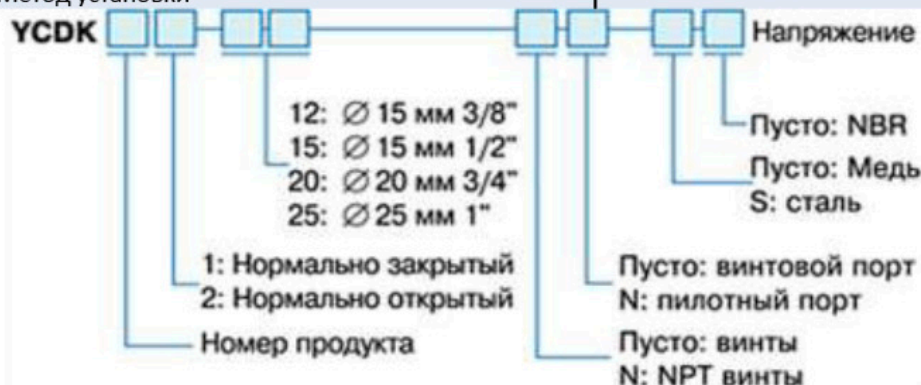 Метод установки
YCDK Напряжение
12: Ø 15 мм 3/8"
15: Ø 15 мм 1/2"
20: Ø 20 мм 3/4"
25: Ø 25 мм 1"
Пусто: NBR
Пусто: Медь
S: сталь
1: Нормально закрытый
2: Нормально открытый
Номер продукта
Пусто: винтовой порт
N: пилотный порт
Пусто: винты
N: NPT винты